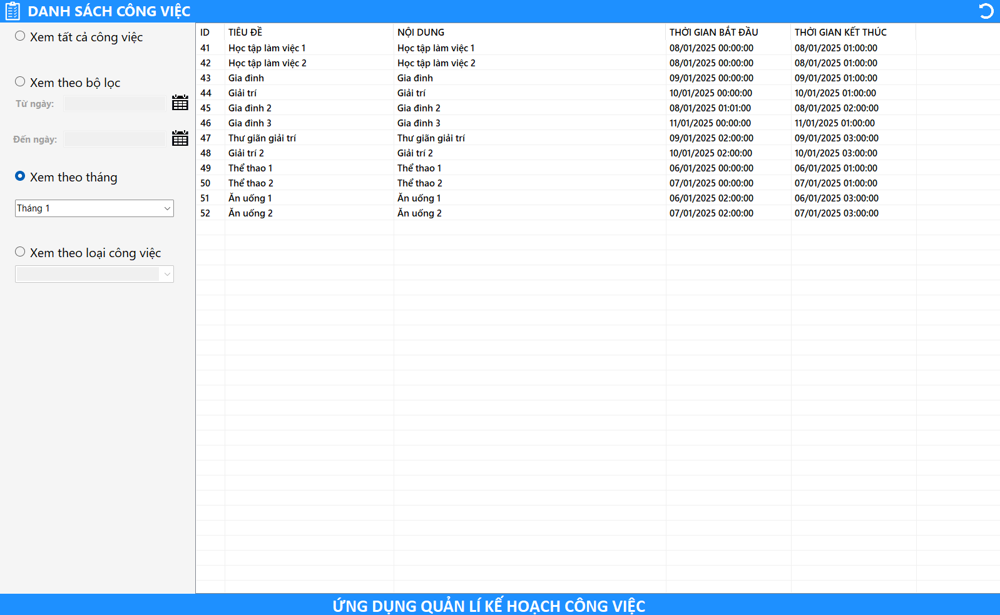 DANH SÁCH CÔNG VIỆC
Xem tất cả công việc
Xem theo bộ lọc
Từ ngày:
Đến ngày:
Xem theo tháng
Tháng 1
Xem theo loại công việc
ID TIÊU ĐỀ NỘI DUNG THỜI GIAN BẮT ĐẦU THỜI GIAN KẾT THÚC
41 Học tập làm việc 1 Học tập làm việc 1 08/01/2025 00:00:00 08/01/2025 01:00:00
42 Học tập làm việc 2 Học tập làm việc 2 08/01/2025 00:00:00 08/01/2025 01:00:00
43 Gia đình Gia đình 09/01/2025 00:00:00 09/01/2025 01:00:00
44 Giải trí Giải trí 10/01/2025 00:00:00 10/01/2025 01:00:00
45 Gia đình 2 Gia đình 2 08/01/2025 01:01:00 08/01/2025 02:00:00
46 Gia đình 3 Gia đình 3 11/01/2025 00:00:00 11/01/2025 01:00:00
47 Thư giãn giải trí Thư giãn giải trí 09/01/2025 02:00:00 09/01/2025 03:00:00
48 Giải trí 2 Giải trí 2 10/01/2025 02:00:00 10/01/2025 03:00:00
49 Thể thao 1 Thể thao 1 06/01/2025 00:00:00 06/01/2025 01:00:00
50 Thể thao 2 Thể thao 2 07/01/2025 00:00:00 07/01/2025 01:00:00
51 Ăn uống 1 Ăn uống 1 06/01/2025 02:00:00 06/01/2025 03:00:00
52 Ăn uống 2 Ăn uống 2 07/01/2025 02:00:00 07/01/2025 03:00:00
ỨNG DỤNG QUẢN LÍ KẾ HOẠCH CÔNG VIỆC